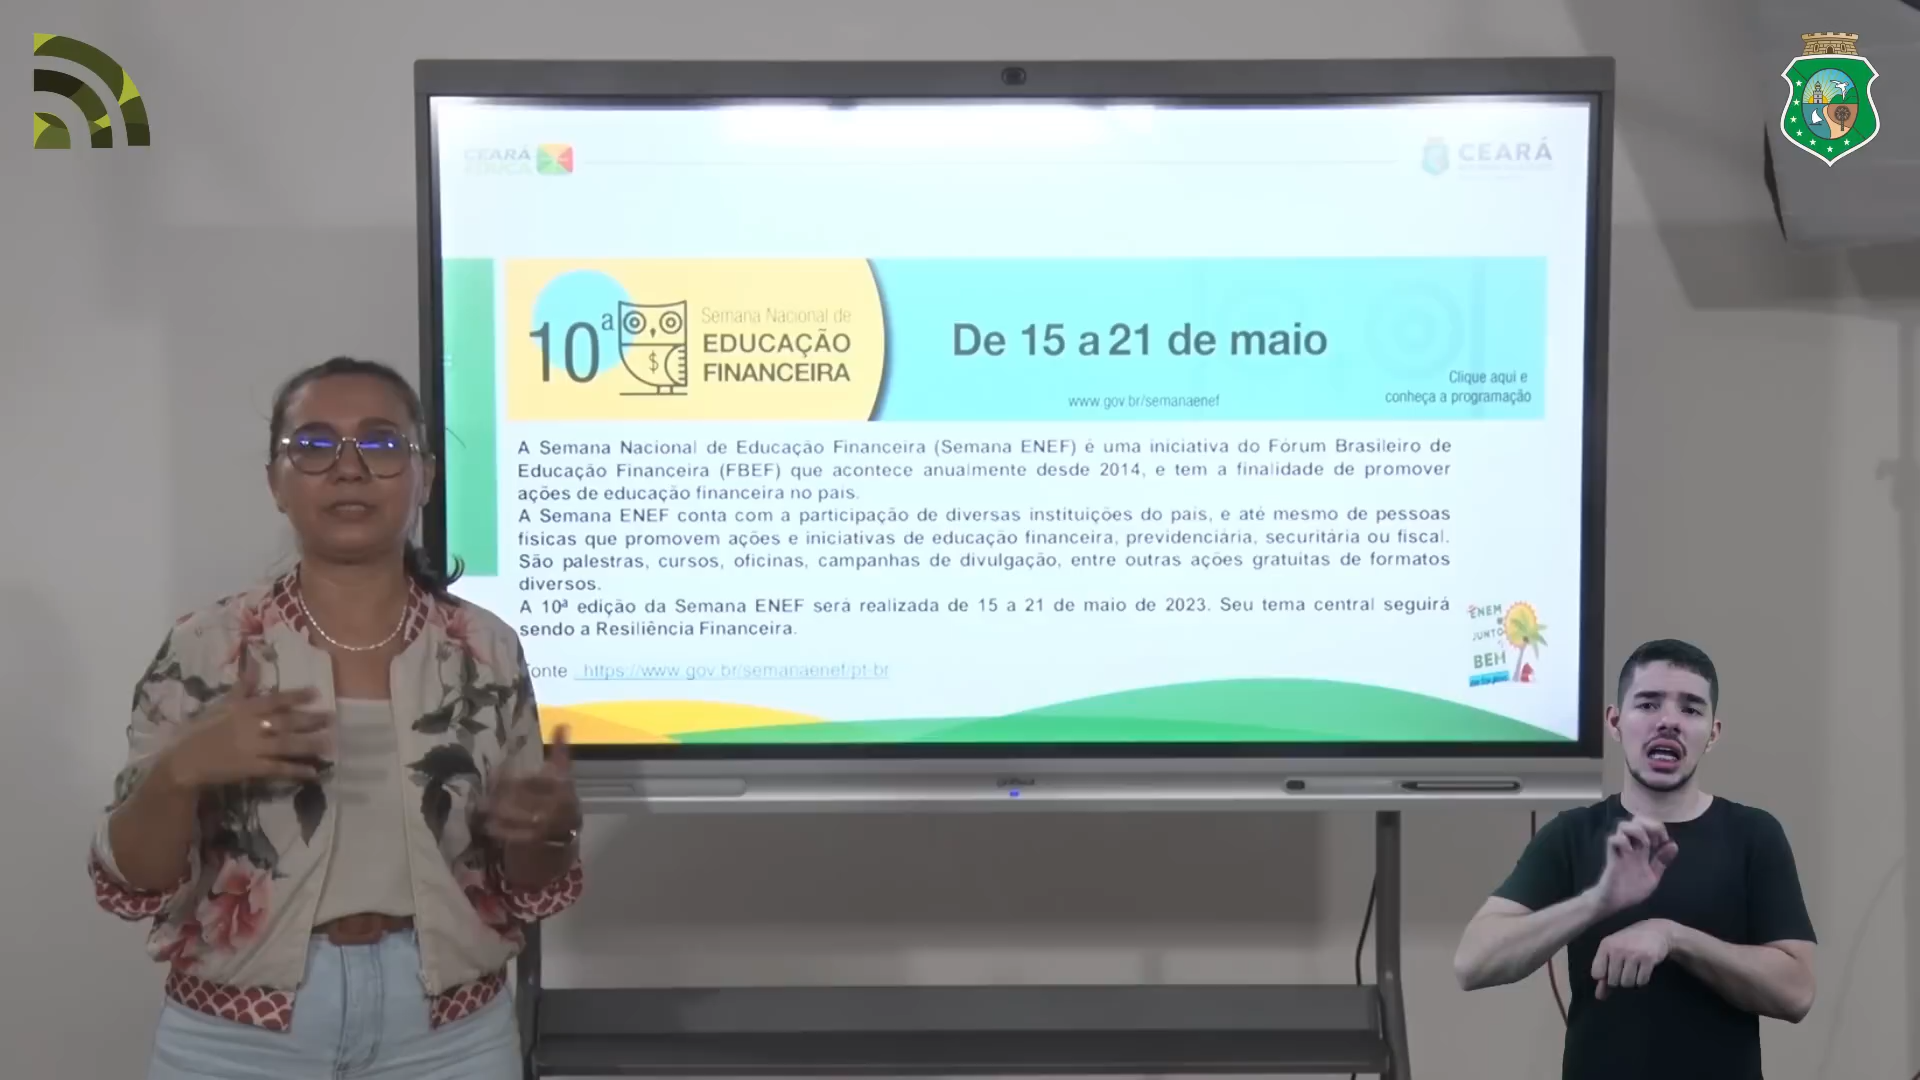 CEARÁ
CEARÁ
10ª
Semana Nacional de
EDUCAÇÃO
FINANCEIRA
De 15 a 21 de maio
www.gov.br/semanaenef
Clique aqui e
conheça a programação
A Semana Nacional de Educação Financeira (Semana ENEF) é uma iniciativa do Fórum Brasileiro de
Educação Financeira (FBEF) que acontece anualmente desde 2014, e tem a finalidade de promover
ações de educação financeira no país.
A Semana ENEF conta com a participação de diversas instituições do país, e até mesmo de pessoas
físicas que promovem ações e iniciativas de educação financeira, previdenciária, securitária ou fiscal.
São palestras, cursos, oficinas, campanhas de divulgação, entre outras ações gratuitas de formatos
diversos.
A 10ª edição da Semana ENEF será realizada de 15 a 21 de maio de 2023. Seu tema central seguirá
sendo a Resiliência Financeira.
onte https://www.gov.br/semanaenef/pt-br
ENEM
JUNTO
BEM